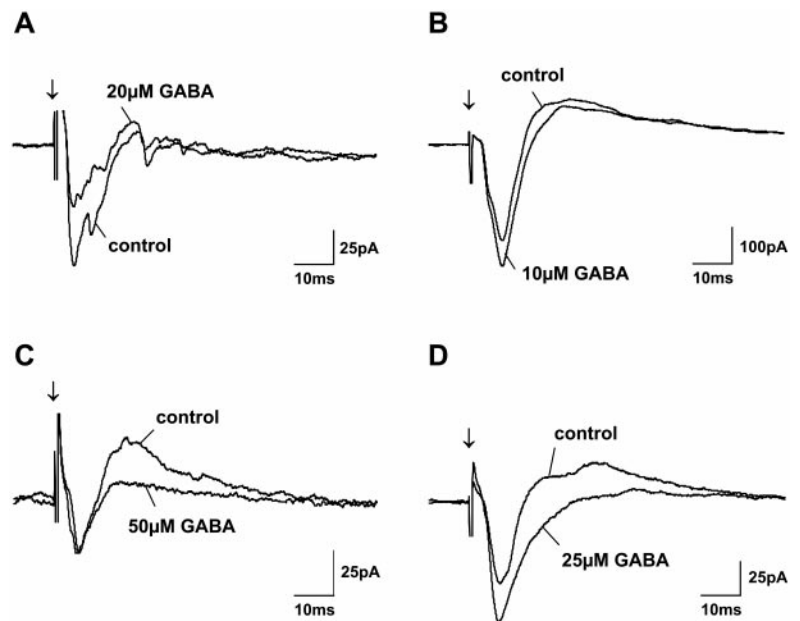 A
↓
20µM GABA
control
25pA
10ms
B
↓
control
10µM GABA
100pA
10ms
C
↓
control
50µM GABA
25pA
10ms
D
↓
control
25µM GABA
25pA
10ms